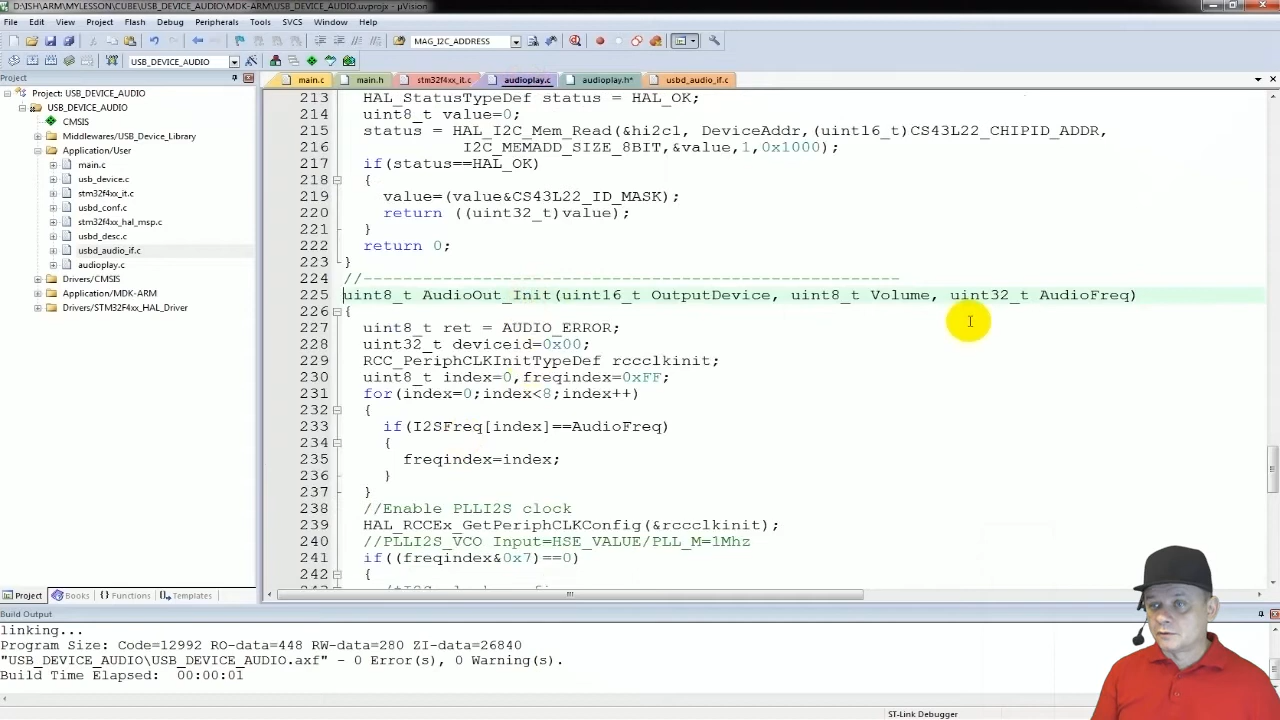 D:\ISH\ARM\MYLESSON\CUBE\USB_DEVICE_AUDIO\MDK-ARM\USB_DEVICE_AUDIO.uvprojx - µVision
File Edit View Project Flash Debug Peripherals Tools SVCS Window Help
MAG_I2C_ADDRESS
USB_DEVICE_AUDIO
Project
main.c main.h stm32f4xx_it.c audioplay.c audioplay.h* usbd_audio_if.c
Project: USB_DEVICE_AUDIO
USB_DEVICE_AUDIO
CMSIS
Middlewares/USB_Device_Library
Application/User
main.c
usb_device.c
stm32f4xx_it.c
usbd_conf.c
stm32f4xx_hal_msp.c
usbd_desc.c
usbd_audio_if.c
audioplay.c
Drivers/CMSIS
Application/MDK-ARM
Drivers/STM32F4xx_HAL_Driver
213 HAL_StatusTypeDef status = HAL_OK;
214 uint8_t value=0;
215 status = HAL_I2C_Mem_Read(&hi2c1, DeviceAddr,(uint16_t)CS43L22_CHIPID_ADDR,
216 I2C_MEMADD_SIZE_8BIT,&value,1,0x1000);
217 if(status==HAL_OK)
218 {
219 value=(value&CS43L22_ID_MASK);
220 return ((uint32_t)value);
221 }
222 return 0;
223 }
224 //------------------------------------------------------
225 uint8_t AudioOut_Init(uint16_t OutputDevice, uint8_t Volume, uint32_t AudioFreq)
226 {
227 uint8_t ret = AUDIO_ERROR;
228 uint32_t deviceid=0x00;
229 RCC_PeriphCLKInitTypeDef rccclkinit;
230 uint8_t index=0,freqindex=0xFF;
231 for(index=0;index<8;index++)
232 {
233 if(I2SFreq[index]==AudioFreq)
234 {
235 freqindex=index;
236 }
237 }
238 //Enable PLLI2S clock
239 HAL_RCCEx_GetPeriphCLKConfig(&rccclkinit);
240 //PLLI2S_VCO Input=HSE_VALUE/PLL_M=1Mhz
241 if((freqindex&0x7)==0)
242 {
Project Books {} Functions Templates
Build Output
linking...
Program Size: Code=12992 RO-data=448 RW-data=280 ZI-data=26840
"USB_DEVICE_AUDIO\USB_DEVICE_AUDIO.axf" - 0 Error(s), 0 Warning(s).
Build Time Elapsed: 00:00:01
ST-Link Debugger